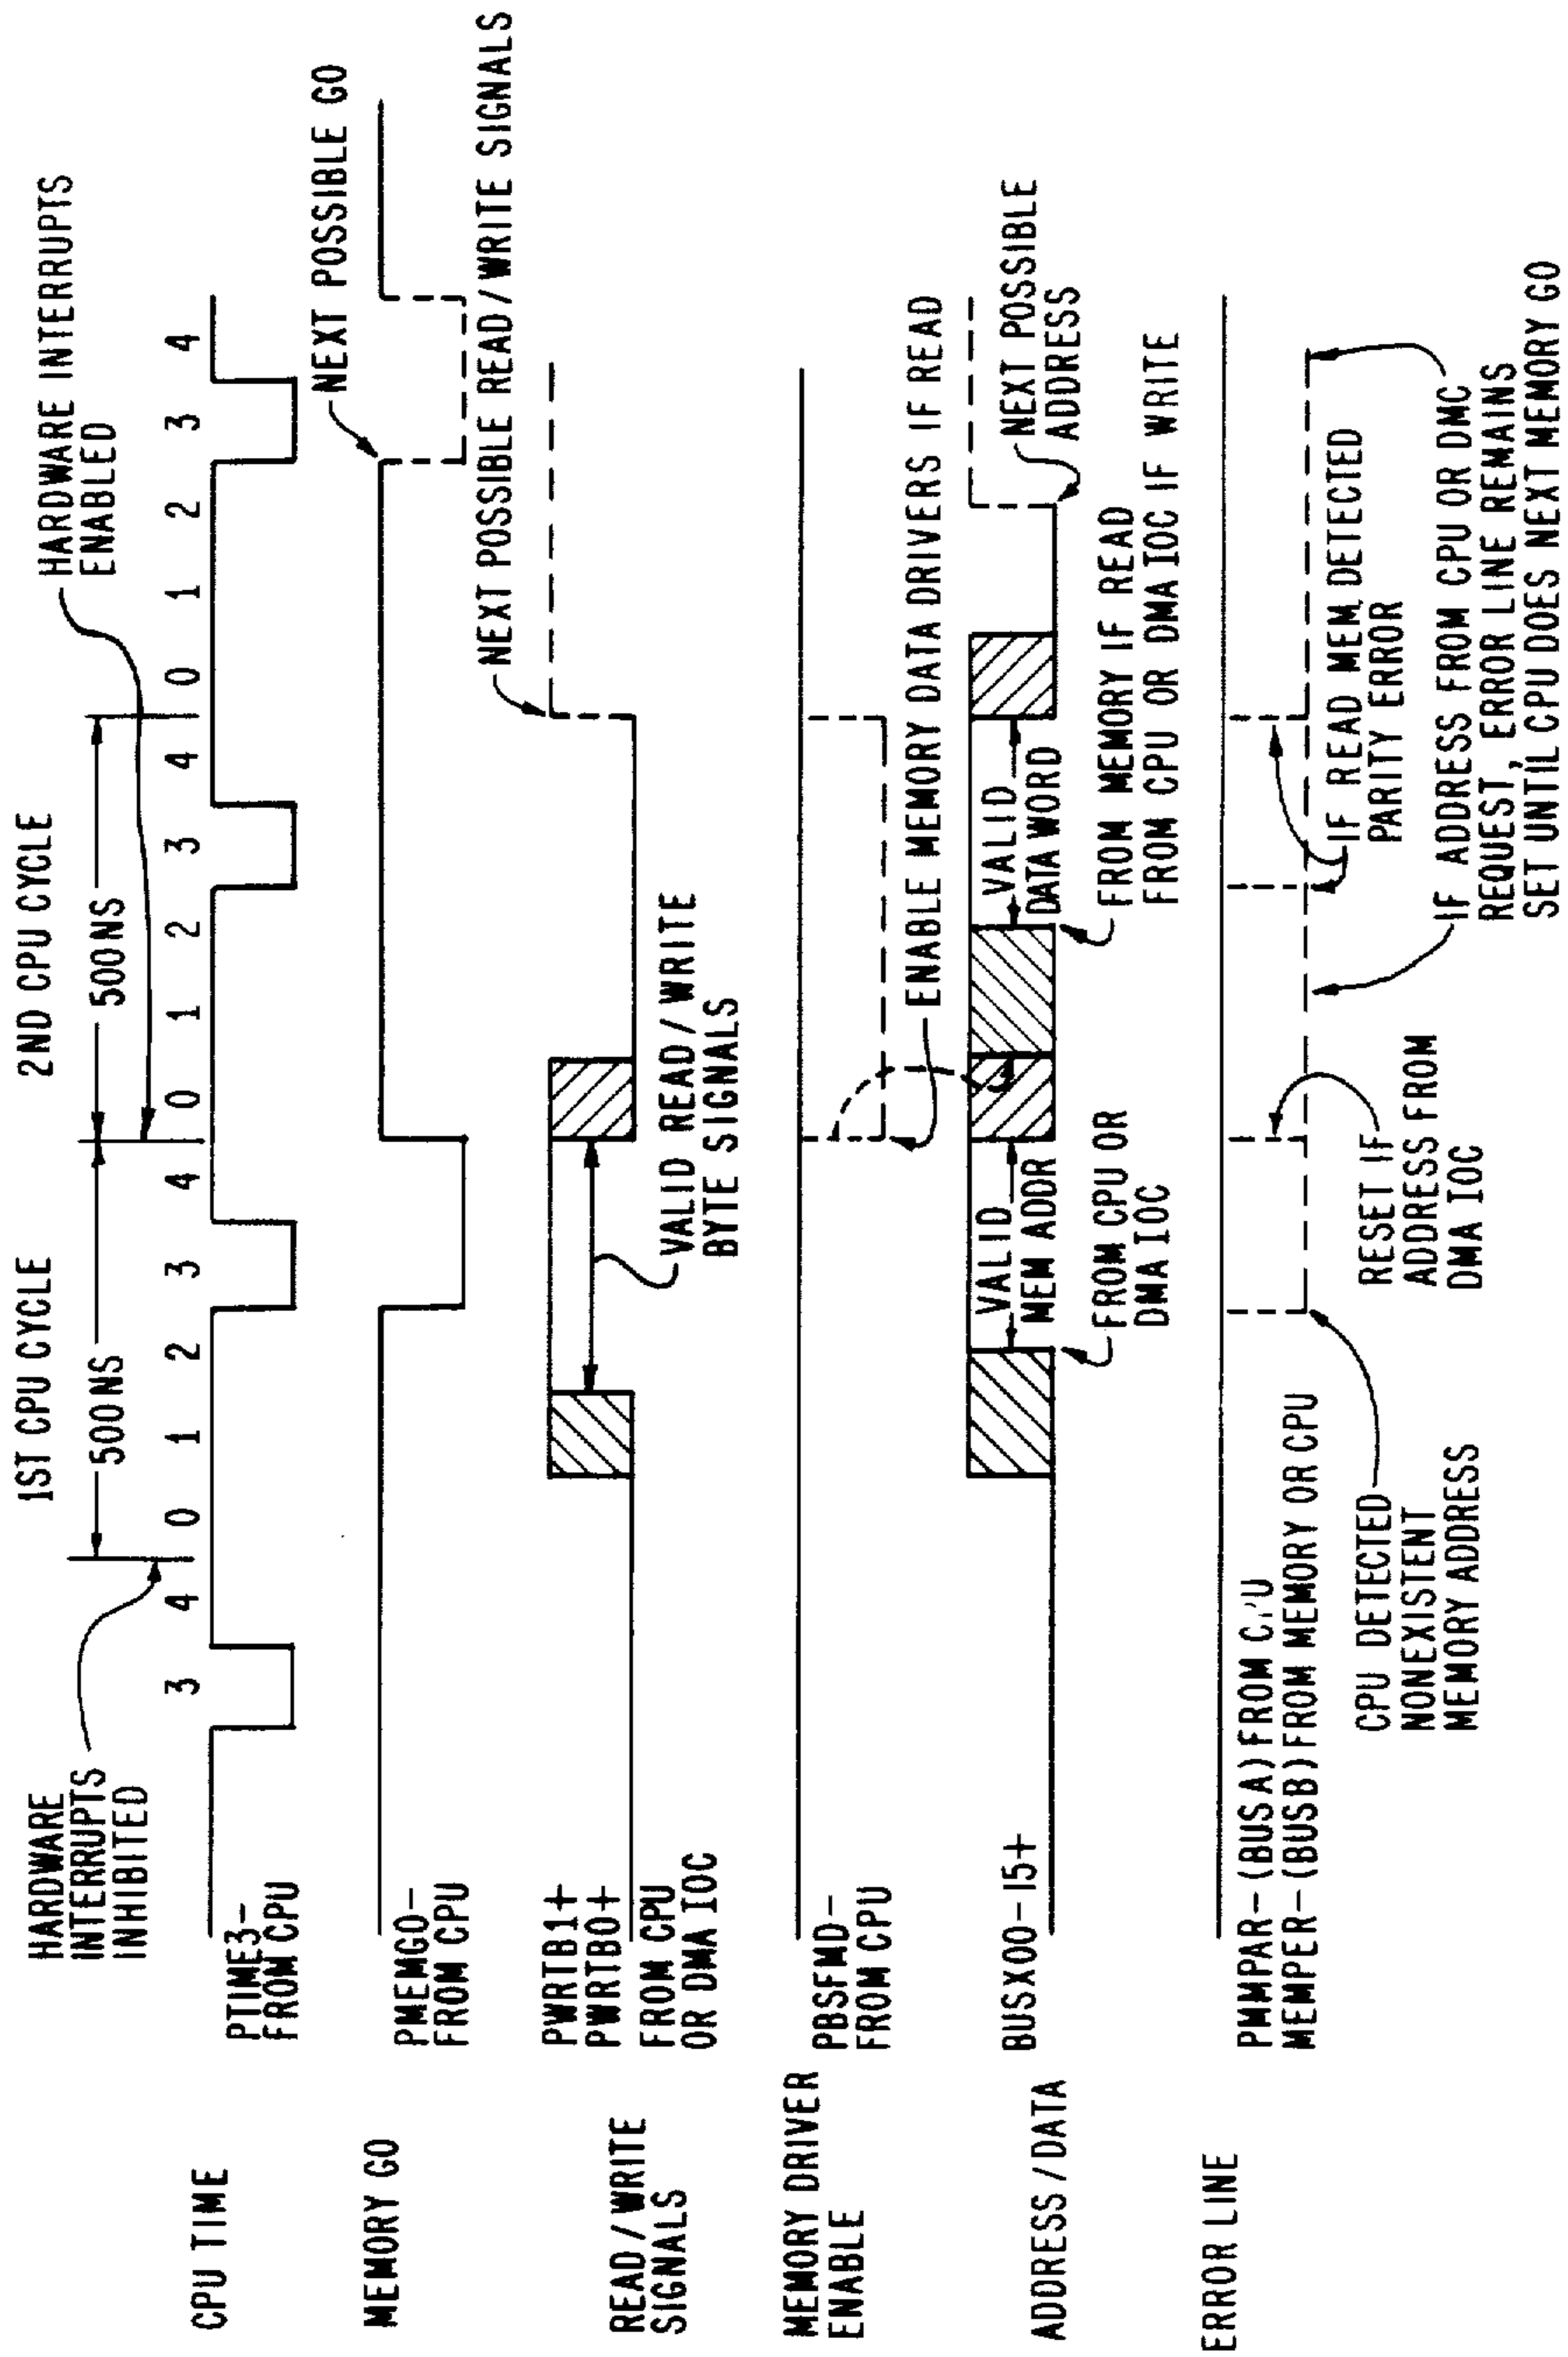 HARDWARE
INTERRUPTS
INHIBITED
1ST CPU CYCLE
2ND CPU CYCLE
HARDWARE INTERRUPTS
ENABLED
500NS
500NS
CPU TIME
PTIME3-
FROM CPU
3 4 0 1 2 3 4 0 1 2 3 4 0 1 2 3 4
MEMORY GO
PMEMGO-
FROM CPU
NEXT POSSIBLE GO
READ/WRITE
SIGNALS
PWRTB1+
PWRTB0+
FROM CPU
OR DMA IOC
VALID READ/WRITE
BYTE SIGNALS
NEXT POSSIBLE READ/WRITE SIGNALS
MEMORY DRIVER
ENABLE
PBSFMD-
FROM CPU
ENABLE MEMORY DATA DRIVERS IF READ
ADDRESS/DATA
BUSX00-15+
VALID
MEM ADDR
FROM CPU OR
DMA IOC
VALID
DATA WORD
FROM MEMORY IF READ
FROM CPU OR DMA IOC IF WRITE
NEXT POSSIBLE
ADDRESS
ERROR LINE
PMMPAR-(BUSA) FROM CPU
MEMPER-(BUSB) FROM MEMORY OR CPU
CPU DETECTED
NONEXISTENT
MEMORY ADDRESS
RESET IF
ADDRESS FROM
DMA IOC
IF READ MEM DETECTED
PARITY ERROR
IF ADDRESS FROM CPU OR DMC
REQUEST, ERROR LINE REMAINS
SET UNTIL CPU DOES NEXT MEMORY GO